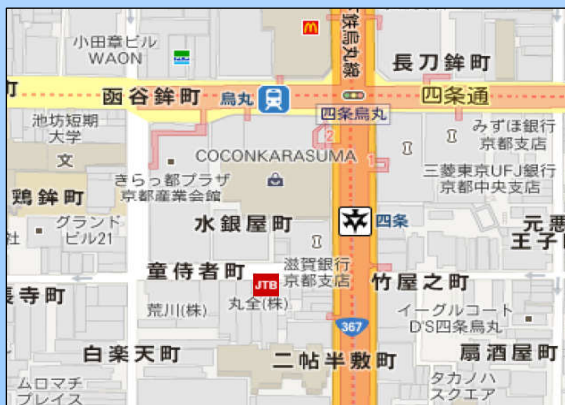 小田章ビル
WAON
町
函谷鉾町
烏丸
四条烏丸
地下鉄烏丸線
長刀鉾町
四条通
池坊短期
大学
文
COCONKARASUMA
2
1
みずほ銀行
京都支店
三菱東京UFJ銀行
京都中央支店
きらっ都プラザ
京都産業会館
鶏鉾町
社
グランド
ビル21
水銀屋町
四条
元悪
王子
滋賀銀行
京都支店
童侍者町
JTB
丸全(株)
荒川(株)
長寺町
竹屋之町
367
イーグルコート
D'S四条烏丸
白楽天町
二帖半敷町
扇酒屋町
ムロマチ
プレイス
タカノハ
スクエア